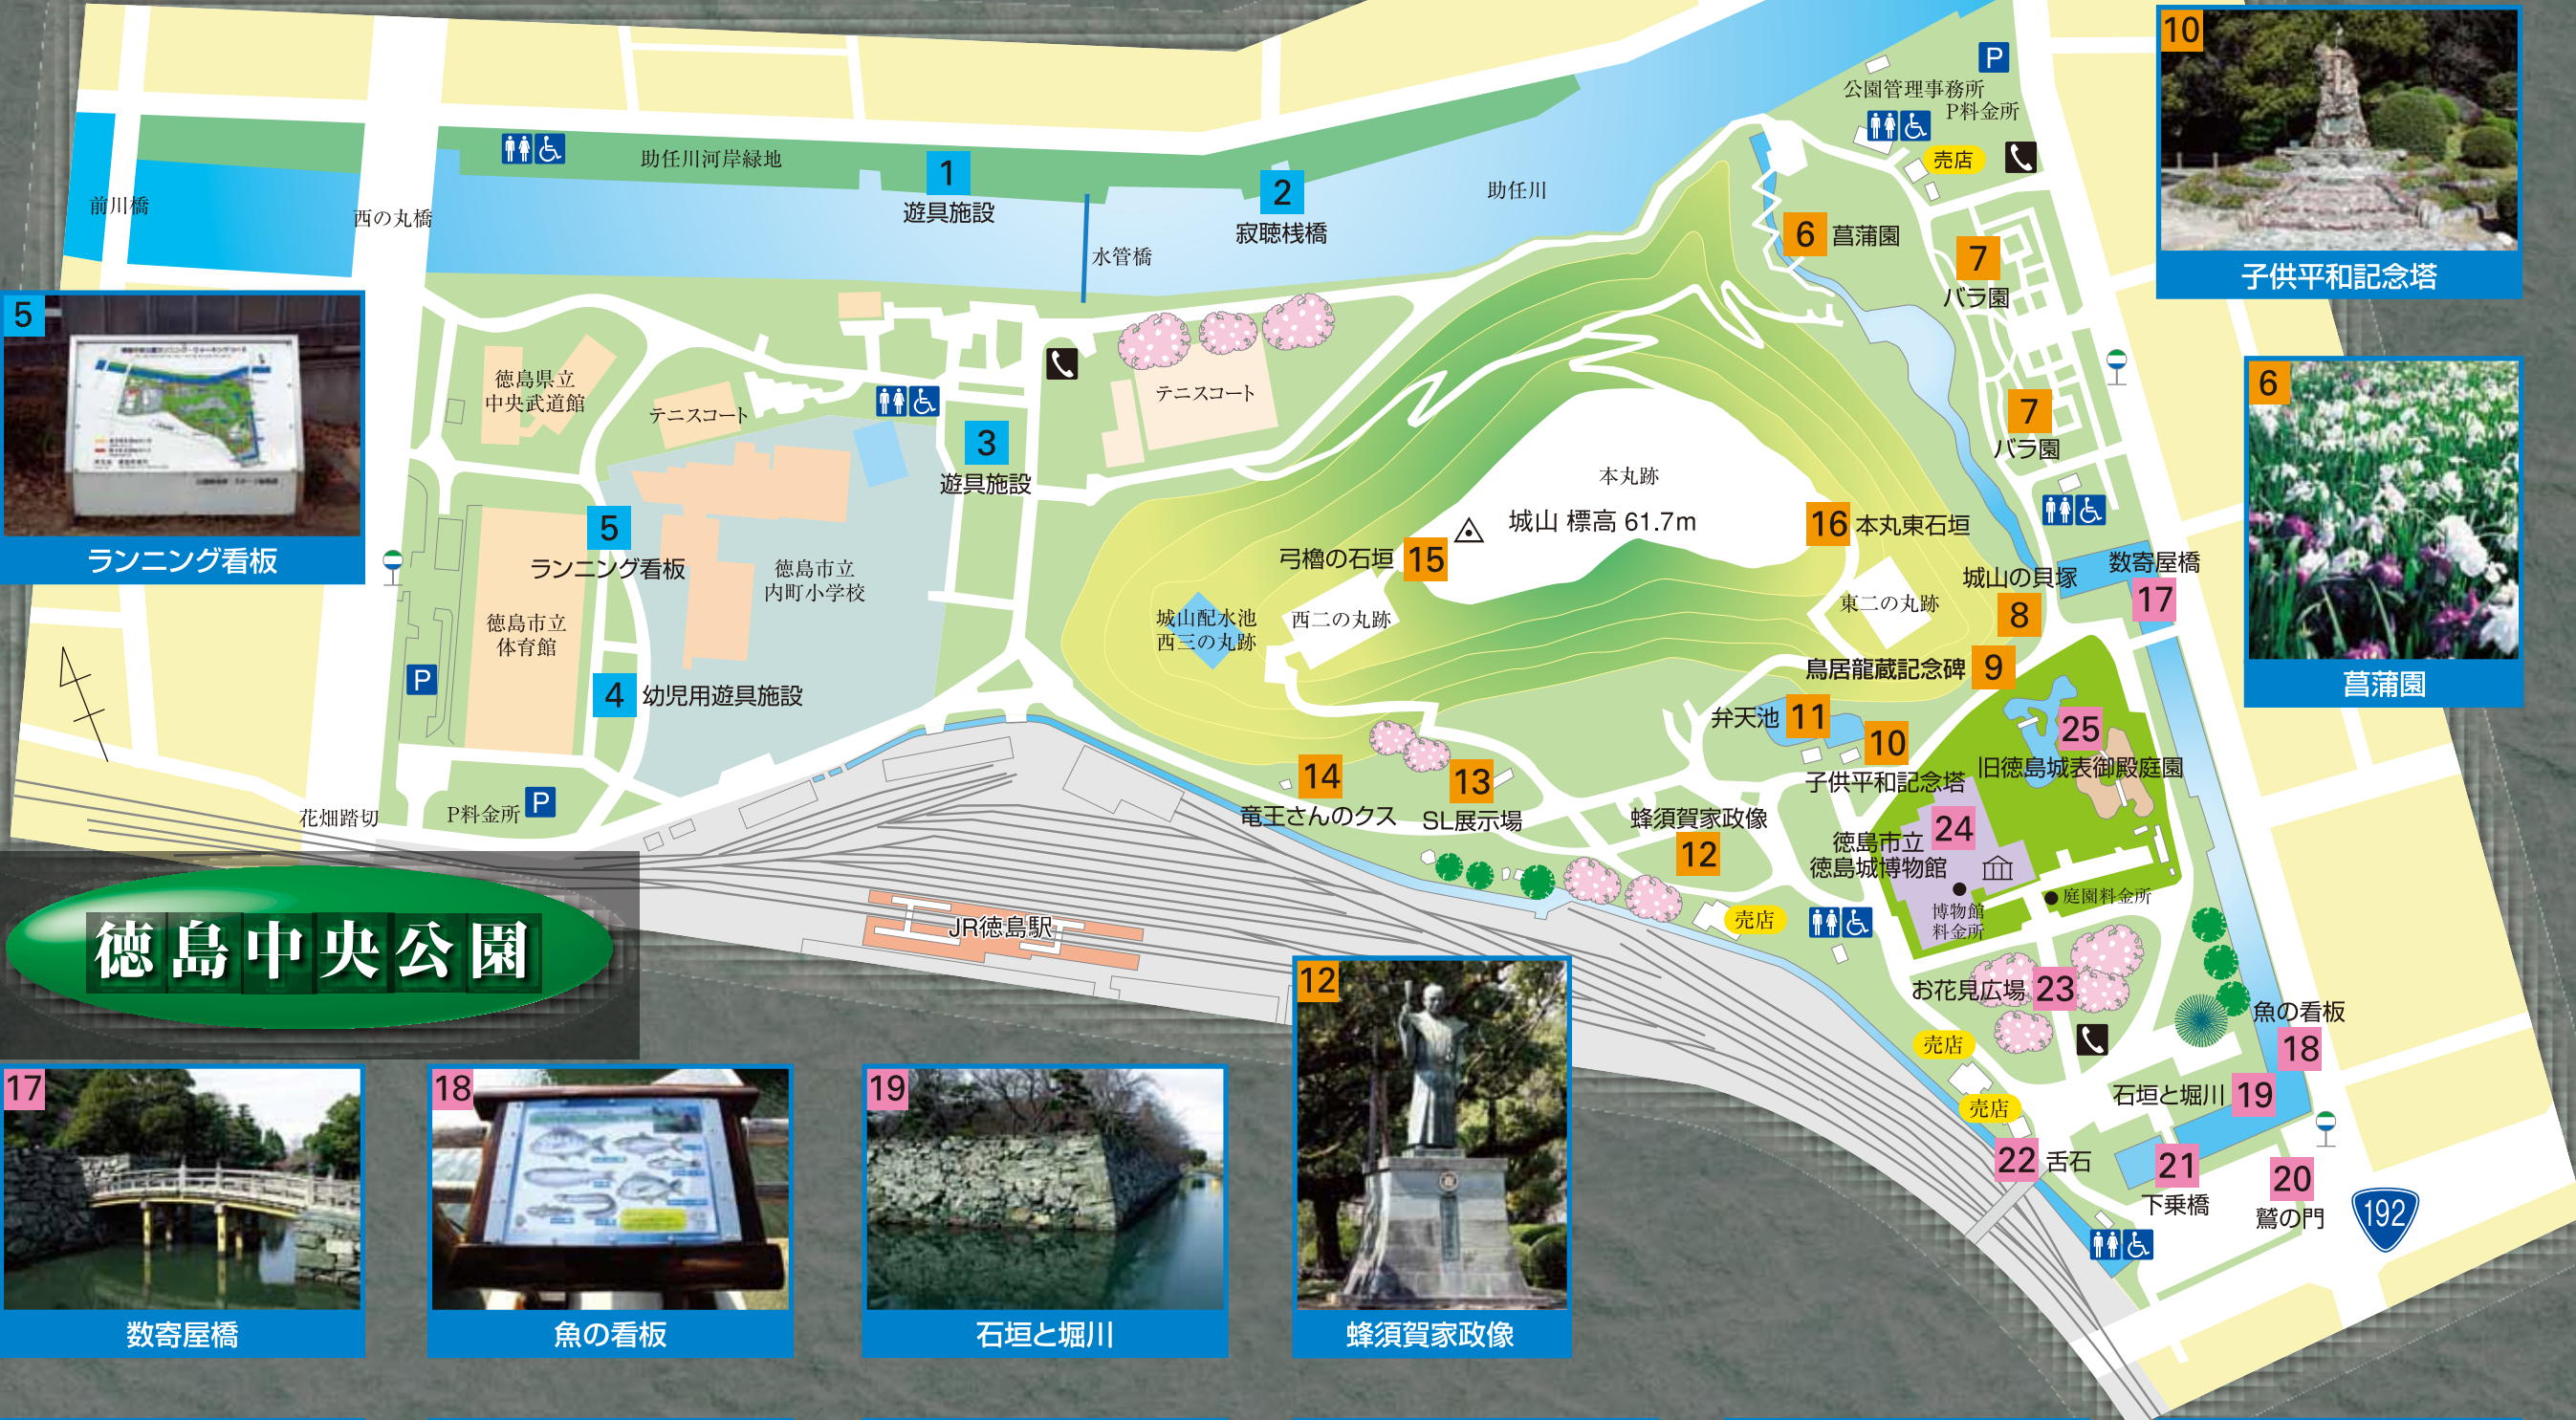 10
子供平和記念塔
P
公園管理事務所
P料金所
売店
助任川河岸緑地
1
遊具施設
2
寂聴桟橋
助任川
前川橋
西の丸橋
水管橋
6 菖蒲園
7
バラ園
5
ランニング看板
6
菖蒲園
徳島県立
中央武道館
テニスコート
テニスコート
3
遊具施設
7
バラ園
本丸跡
城山 標高 61.7m
16 本丸東石垣
弓櫓の石垣 15
5
ランニング看板
徳島市立
内町小学校
徳島市立
体育館
城山配水池
西三の丸跡
西二の丸跡
東二の丸跡
城山の貝塚
8
数寄屋橋
17
鳥居龍蔵記念碑 9
P
4 幼児用遊具施設
弁天池 11
10
子供平和記念塔
25
旧徳島城表御殿庭園
14
竜王さんのクス
13
SL展示場
蜂須賀家政像
12
花畑踏切
P料金所 P
徳島市立
徳島城博物館
24
博物館
料金所
庭園料金所
売店
徳島中央公園
JR徳島駅
お花見広場 23
売店
売店
魚の看板
18
石垣と堀川 19
22 舌石
21
下乗橋
20
鷲の門
192
17
数寄屋橋
18
魚の看板
19
石垣と堀川
12
蜂須賀家政像